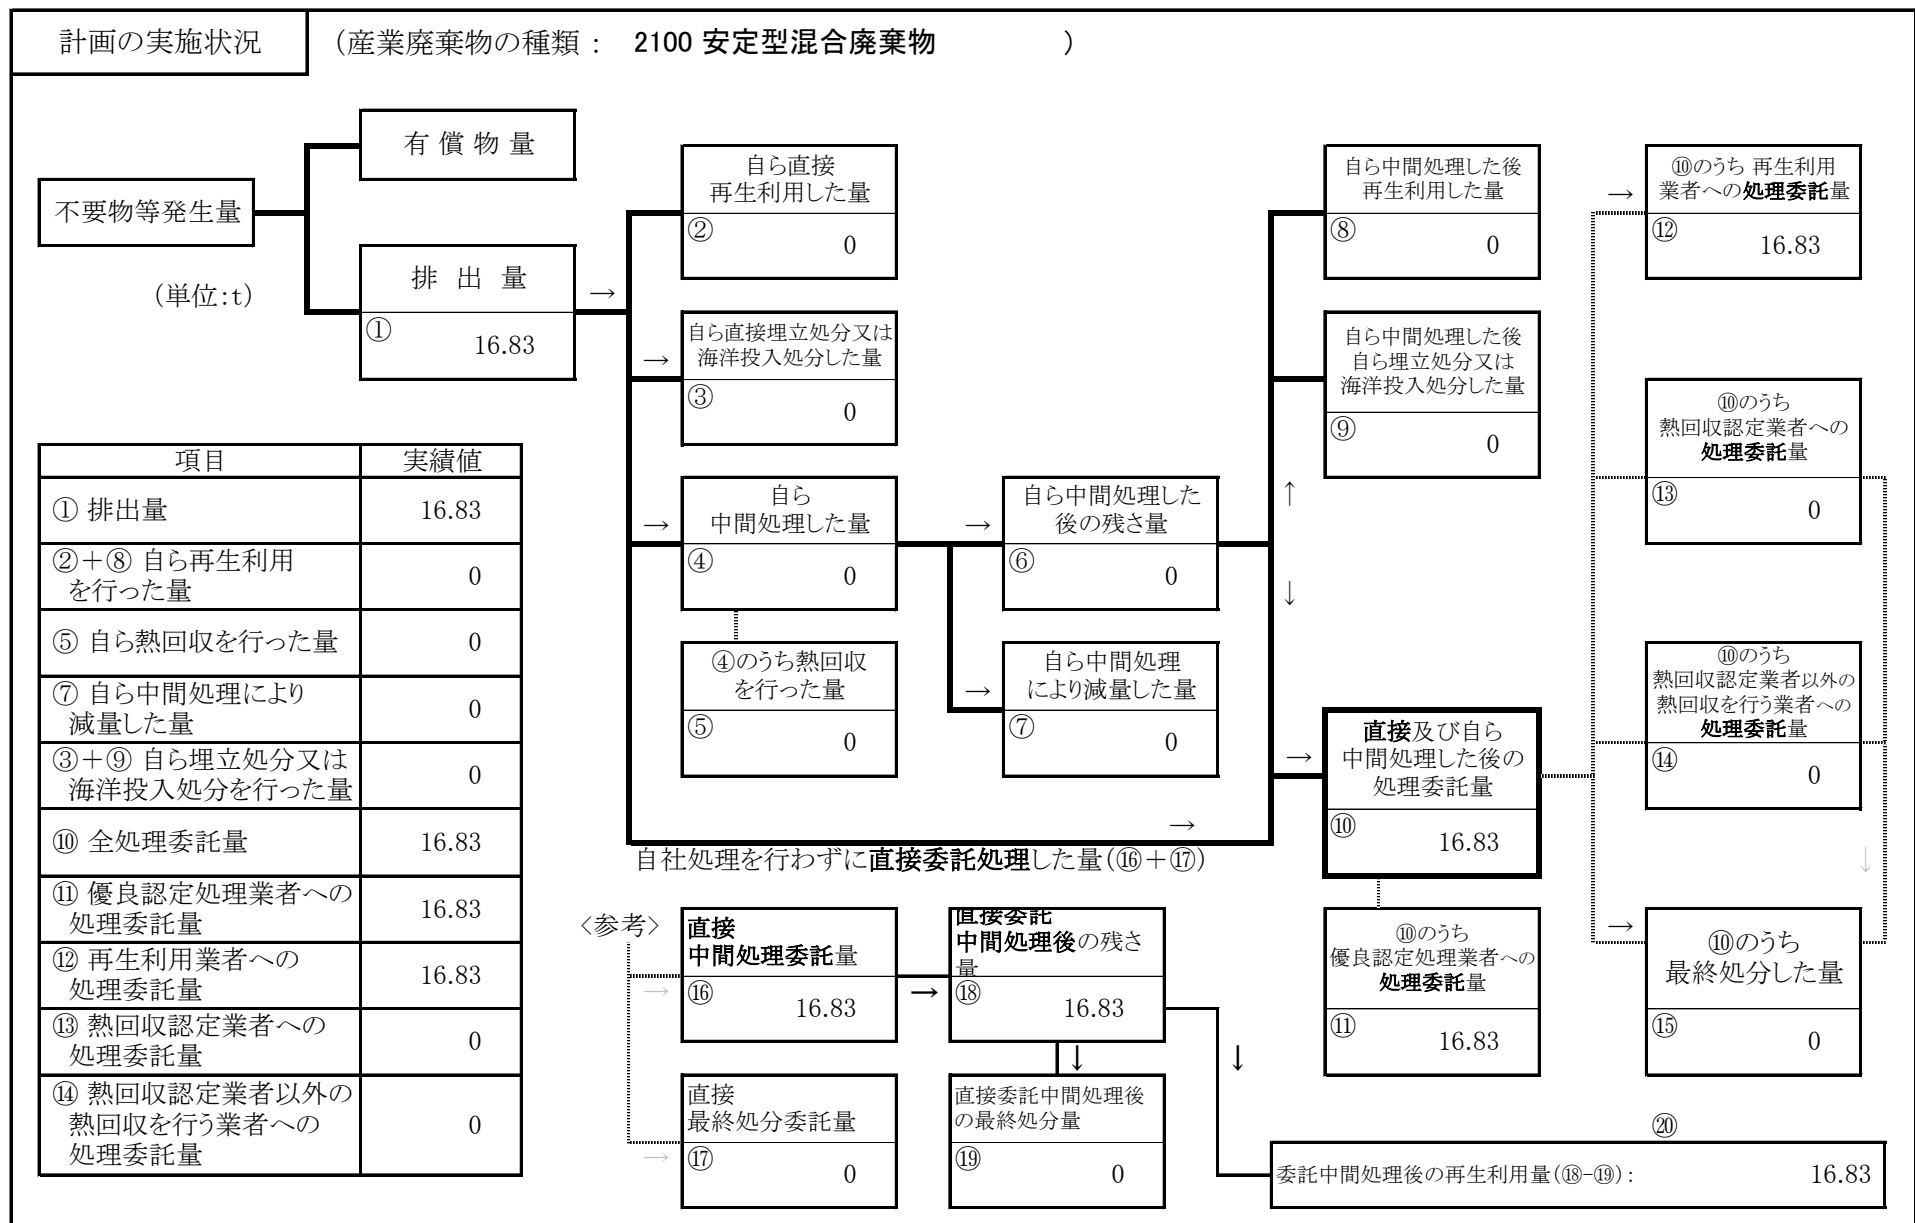 計画の実施状況
(産業廃棄物の種類： 2100 安定型混合廃棄物 )
不要物等発生量
(単位:t)
有償物量
排出量
→
①
16.83
自ら直接
再生利用した量
②
0
→
自ら直接埋立処分又は
海洋投入処分した量
③
0
→
自ら
中間処理した量
④
0
④のうち熱回収
を行った量
⑤
0
→
自ら中間処理した
後の残さ量
⑥
0
→
自ら中間処理
により減量した量
⑦
0
自ら中間処理した後
再生利用した量
⑧
0
自ら中間処理した後
自ら埋立処分又は
海洋投入処分した量
⑨
0
↑
↓
→
直接及び自ら
中間処理した後の
処理委託量
⑩
16.83
⑩のうち
優良認定処理業者への
処理委託量
⑪
16.83
→
⑩のうち 再生利用
業者への処理委託量
⑫
16.83
⑩のうち
熱回収認定業者への
処理委託量
⑬
0
⑩のうち
熱回収認定業者以外の
熱回収を行う業者への
処理委託量
⑭
0
↓
→
⑩のうち
最終処分した量
⑮
0
項目 実績値
① 排出量 16.83
②＋⑧ 自ら再生利用
を行った量 0
⑤ 自ら熱回収を行った量 0
⑦ 自ら中間処理により
減量した量 0
③＋⑨ 自ら埋立処分又は
海洋投入処分を行った量 0
⑩ 全処理委託量 16.83
⑪ 優良認定処理業者への
処理委託量 16.83
⑫ 再生利用業者への
処理委託量 16.83
⑬ 熱回収認定業者への
処理委託量 0
⑭ 熱回収認定業者以外の
熱回収を行う業者への
処理委託量 0
→
自社処理を行わずに直接委託処理した量(⑯＋⑰)
〈参考〉
→
直接
中間処理委託量
⑯
16.83
→
直接委託
中間処理後の残さ
量
⑱
16.83
→
直接
最終処分委託量
⑰
0
↓
直接委託中間処理後
の最終処分量
⑲
0
↓
⑳
委託中間処理後の再生利用量(⑱-⑲)： 16.83